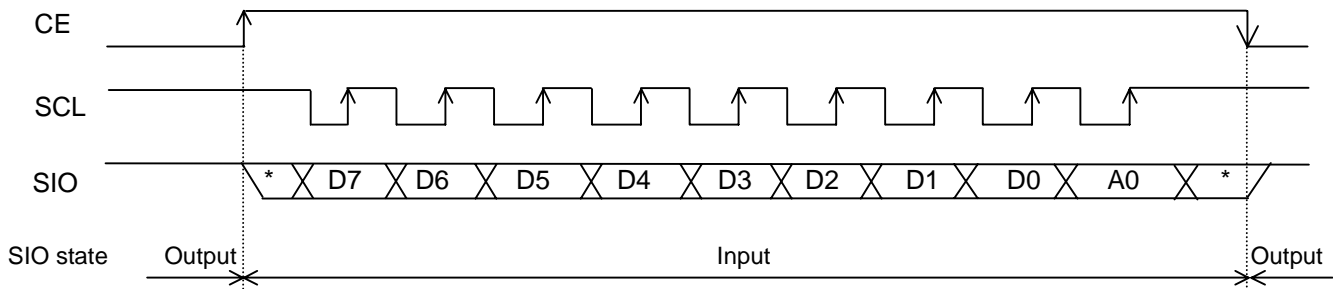 CE
SCL
SIO * D7 D6 D5 D4 D3 D2 D1 D0 A0 *
SIO state Output Input Output